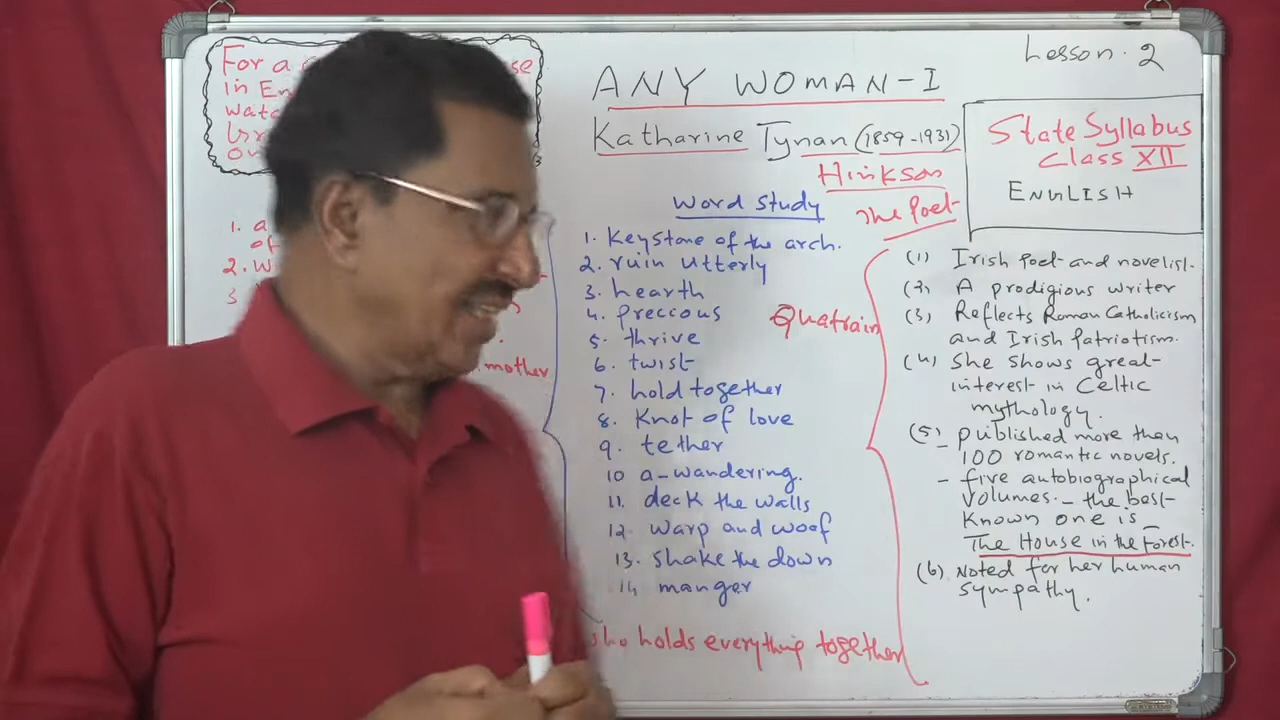 Lesson. 2
ANY WOMAN-I
Katharine Tynan (1859-1931)
Hinkson
State Syllabus
Class XII
ENGLISH
For a
in En
watc
Word Study
1. Keystone of the arch.
2. ruin utterly
3. hearth
4. preccous
5. thrive
6. twist
7. hold together
8. Knot of love
9. tether
10 a-wandering.
11. deck the walls
12. warp and woof
13. shake the down
14 manger
Quatrain
The Poet
(1) Irish Poet and novelist.
(2) A prodigious writer
(3) Reflects Roman Catholicism
and Irish Patriotism.
(4) She shows great
interest in Celtic
mythology.
(5) - published more than
100 romantic novels.
- five autobiographical
volumes. - the best
known one is -
The House in the Forest.
(6) Noted for her human
sympathy.
1. a
of
2. W
3
mother
holds everything together